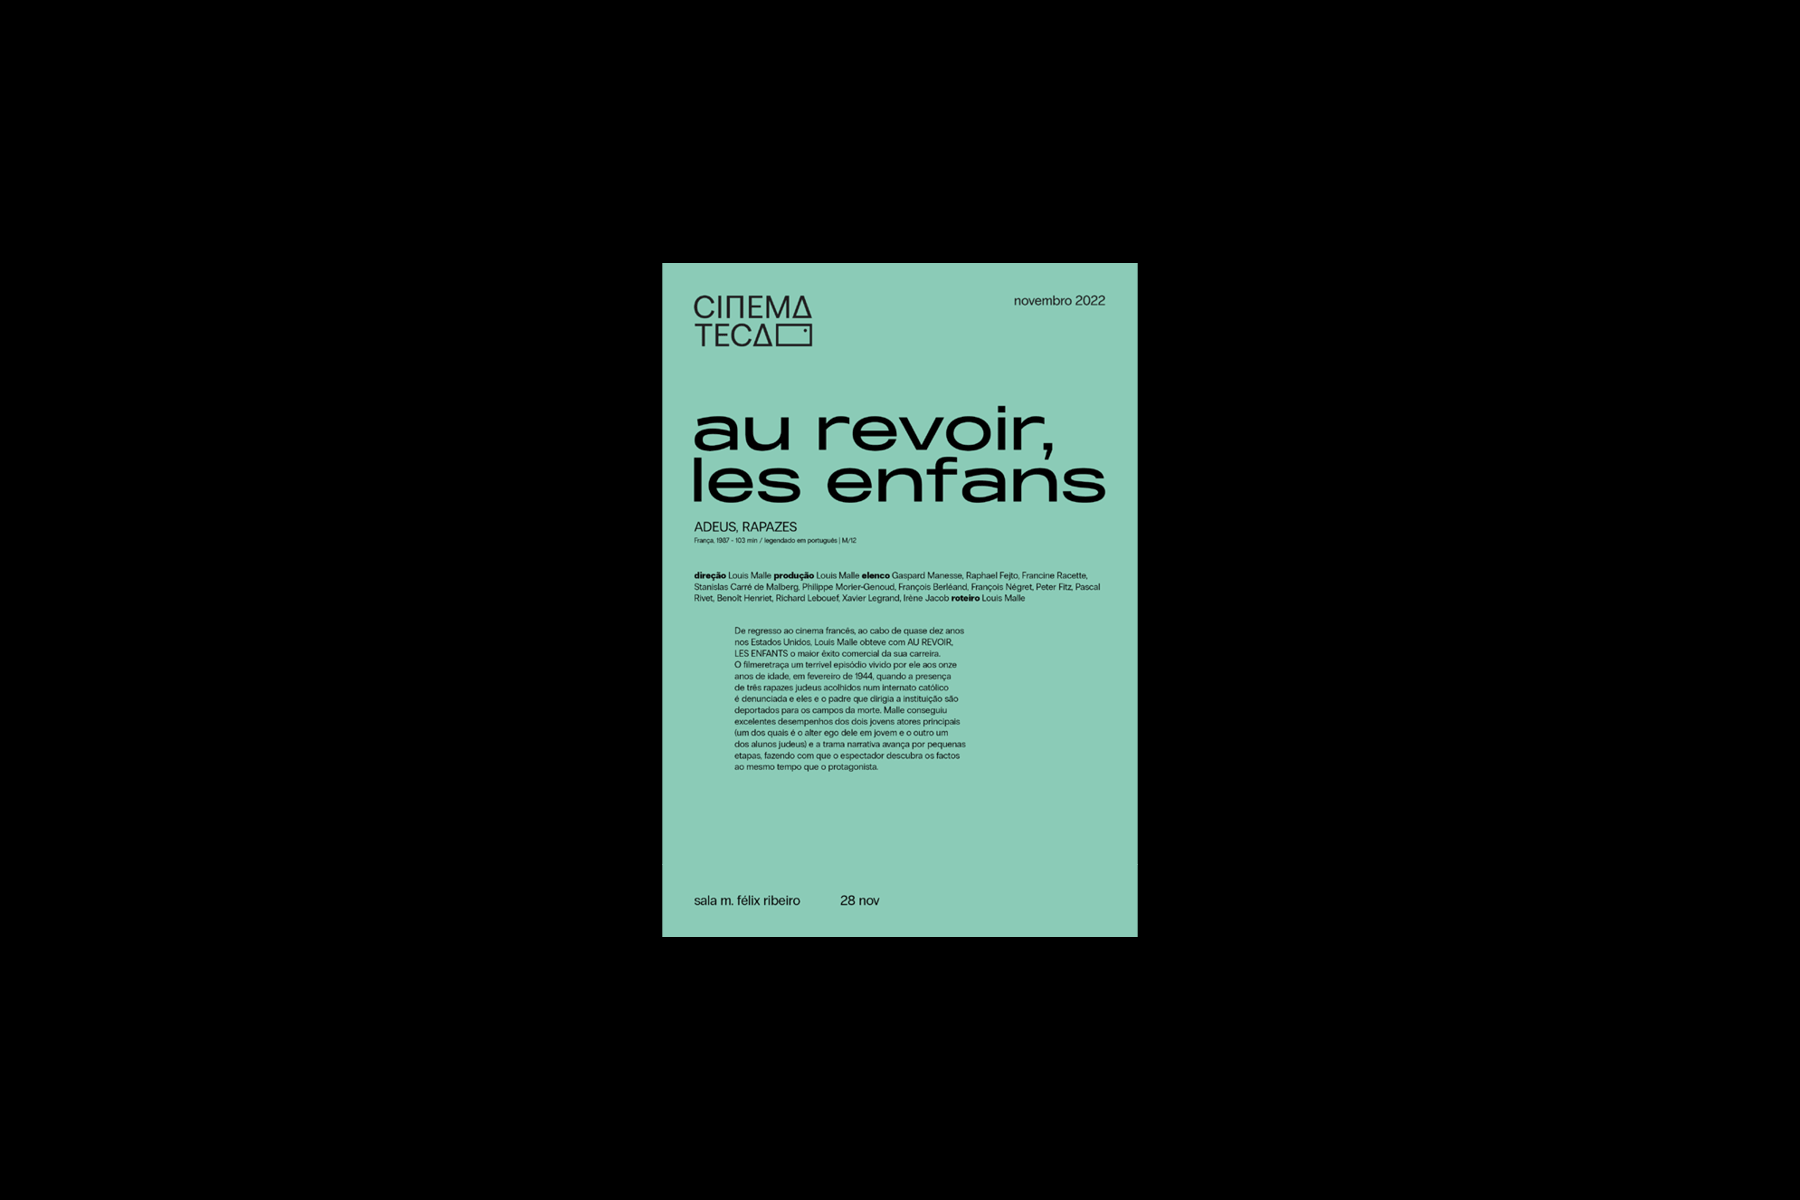 CINEMA
TECA
novembro 2022
au revoir,
les enfans
ADEUS, RAPAZES
França, 1987 - 103 min / legendado em português | M/12
direção Louis Malle produção Louis Malle elenco Gaspard Manesse, Raphael Fejto, Francine Racette,
Stanislas Carré de Malberg, Philippe Morier-Genoud, François Berléand, François Négret, Peter Fitz, Pascal
Rivet, Benoît Henriet, Richard Lebouef, Xavier Legrand, Irène Jacob roteiro Louis Malle
De regresso ao cinema francês, ao cabo de quase dez anos
nos Estados Unidos, Louis Malle obteve com AU REVOIR,
LES ENFANTS o maior êxito comercial da sua carreira.
O filmeretraça um terrível episódio vivido por ele aos onze
anos de idade, em fevereiro de 1944, quando a presença
de três rapazes judeus acolhidos num internato católico
é denunciada e eles e o padre que dirigia a instituição são
deportados para os campos da morte. Malle conseguiu
excelentes desempenhos dos dois jovens atores principais
(um dos quais é o alter ego dele em jovem e o outro um
dos alunos judeus) e a trama narrativa avança por pequenas
etapas, fazendo com que o espectador descubra os factos
ao mesmo tempo que o protagonista.
sala m. félix ribeiro
28 nov